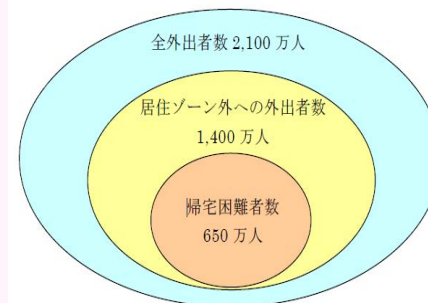 全外出者数 2,100 万人
居住ゾーン外への外出者数
1,400 万人
帰宅困難者数
650 万人